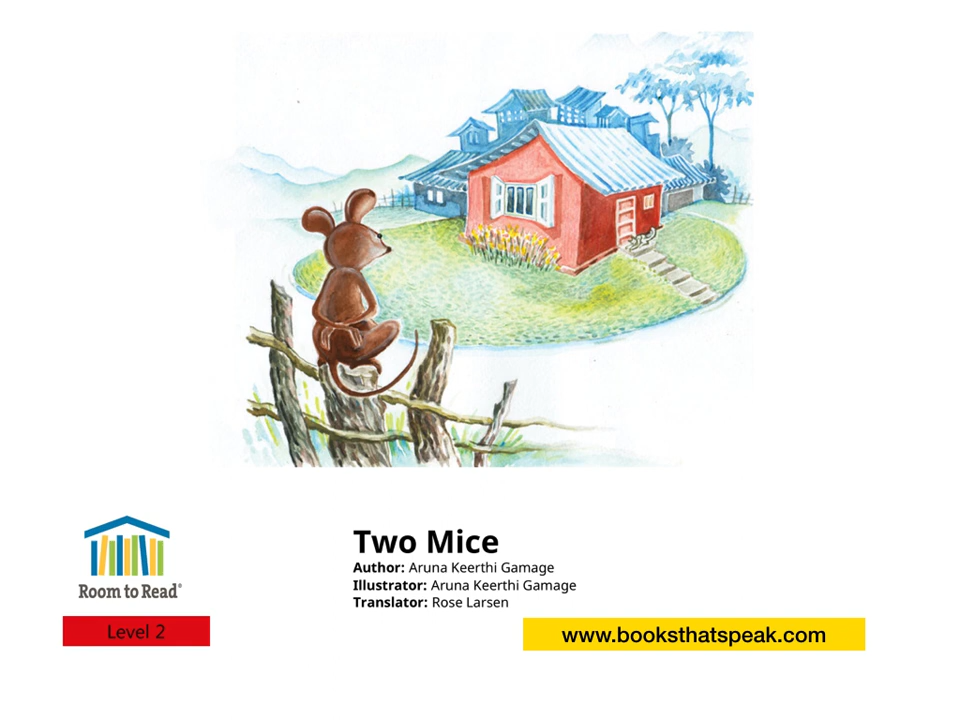 Two Mice
Author: Aruna Keerthi Gamage
Illustrator: Aruna Keerthi Gamage
Translator: Rose Larsen
Room to Read®
Level 2
www.booksthatspeak.com